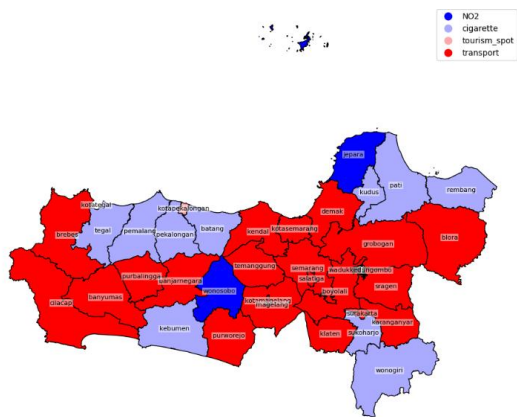 NO2
cigarette
tourism_spot
transport
jepara
pati
kudus
rembang
demak
kotategal
kotapekalongan
brebes
tegal
pemalang
pekalongan
batang
kendal
kotasemarang
grobogan
blora
temanggung
semarang
salatiga
boyolali
sragen
purbalingga
banjarnegara
wonosobo
cilacap
banyumas
magelang
surakarta
karanganyar
kebumen
purworejo
klaten
sukoharjo
wonogiri